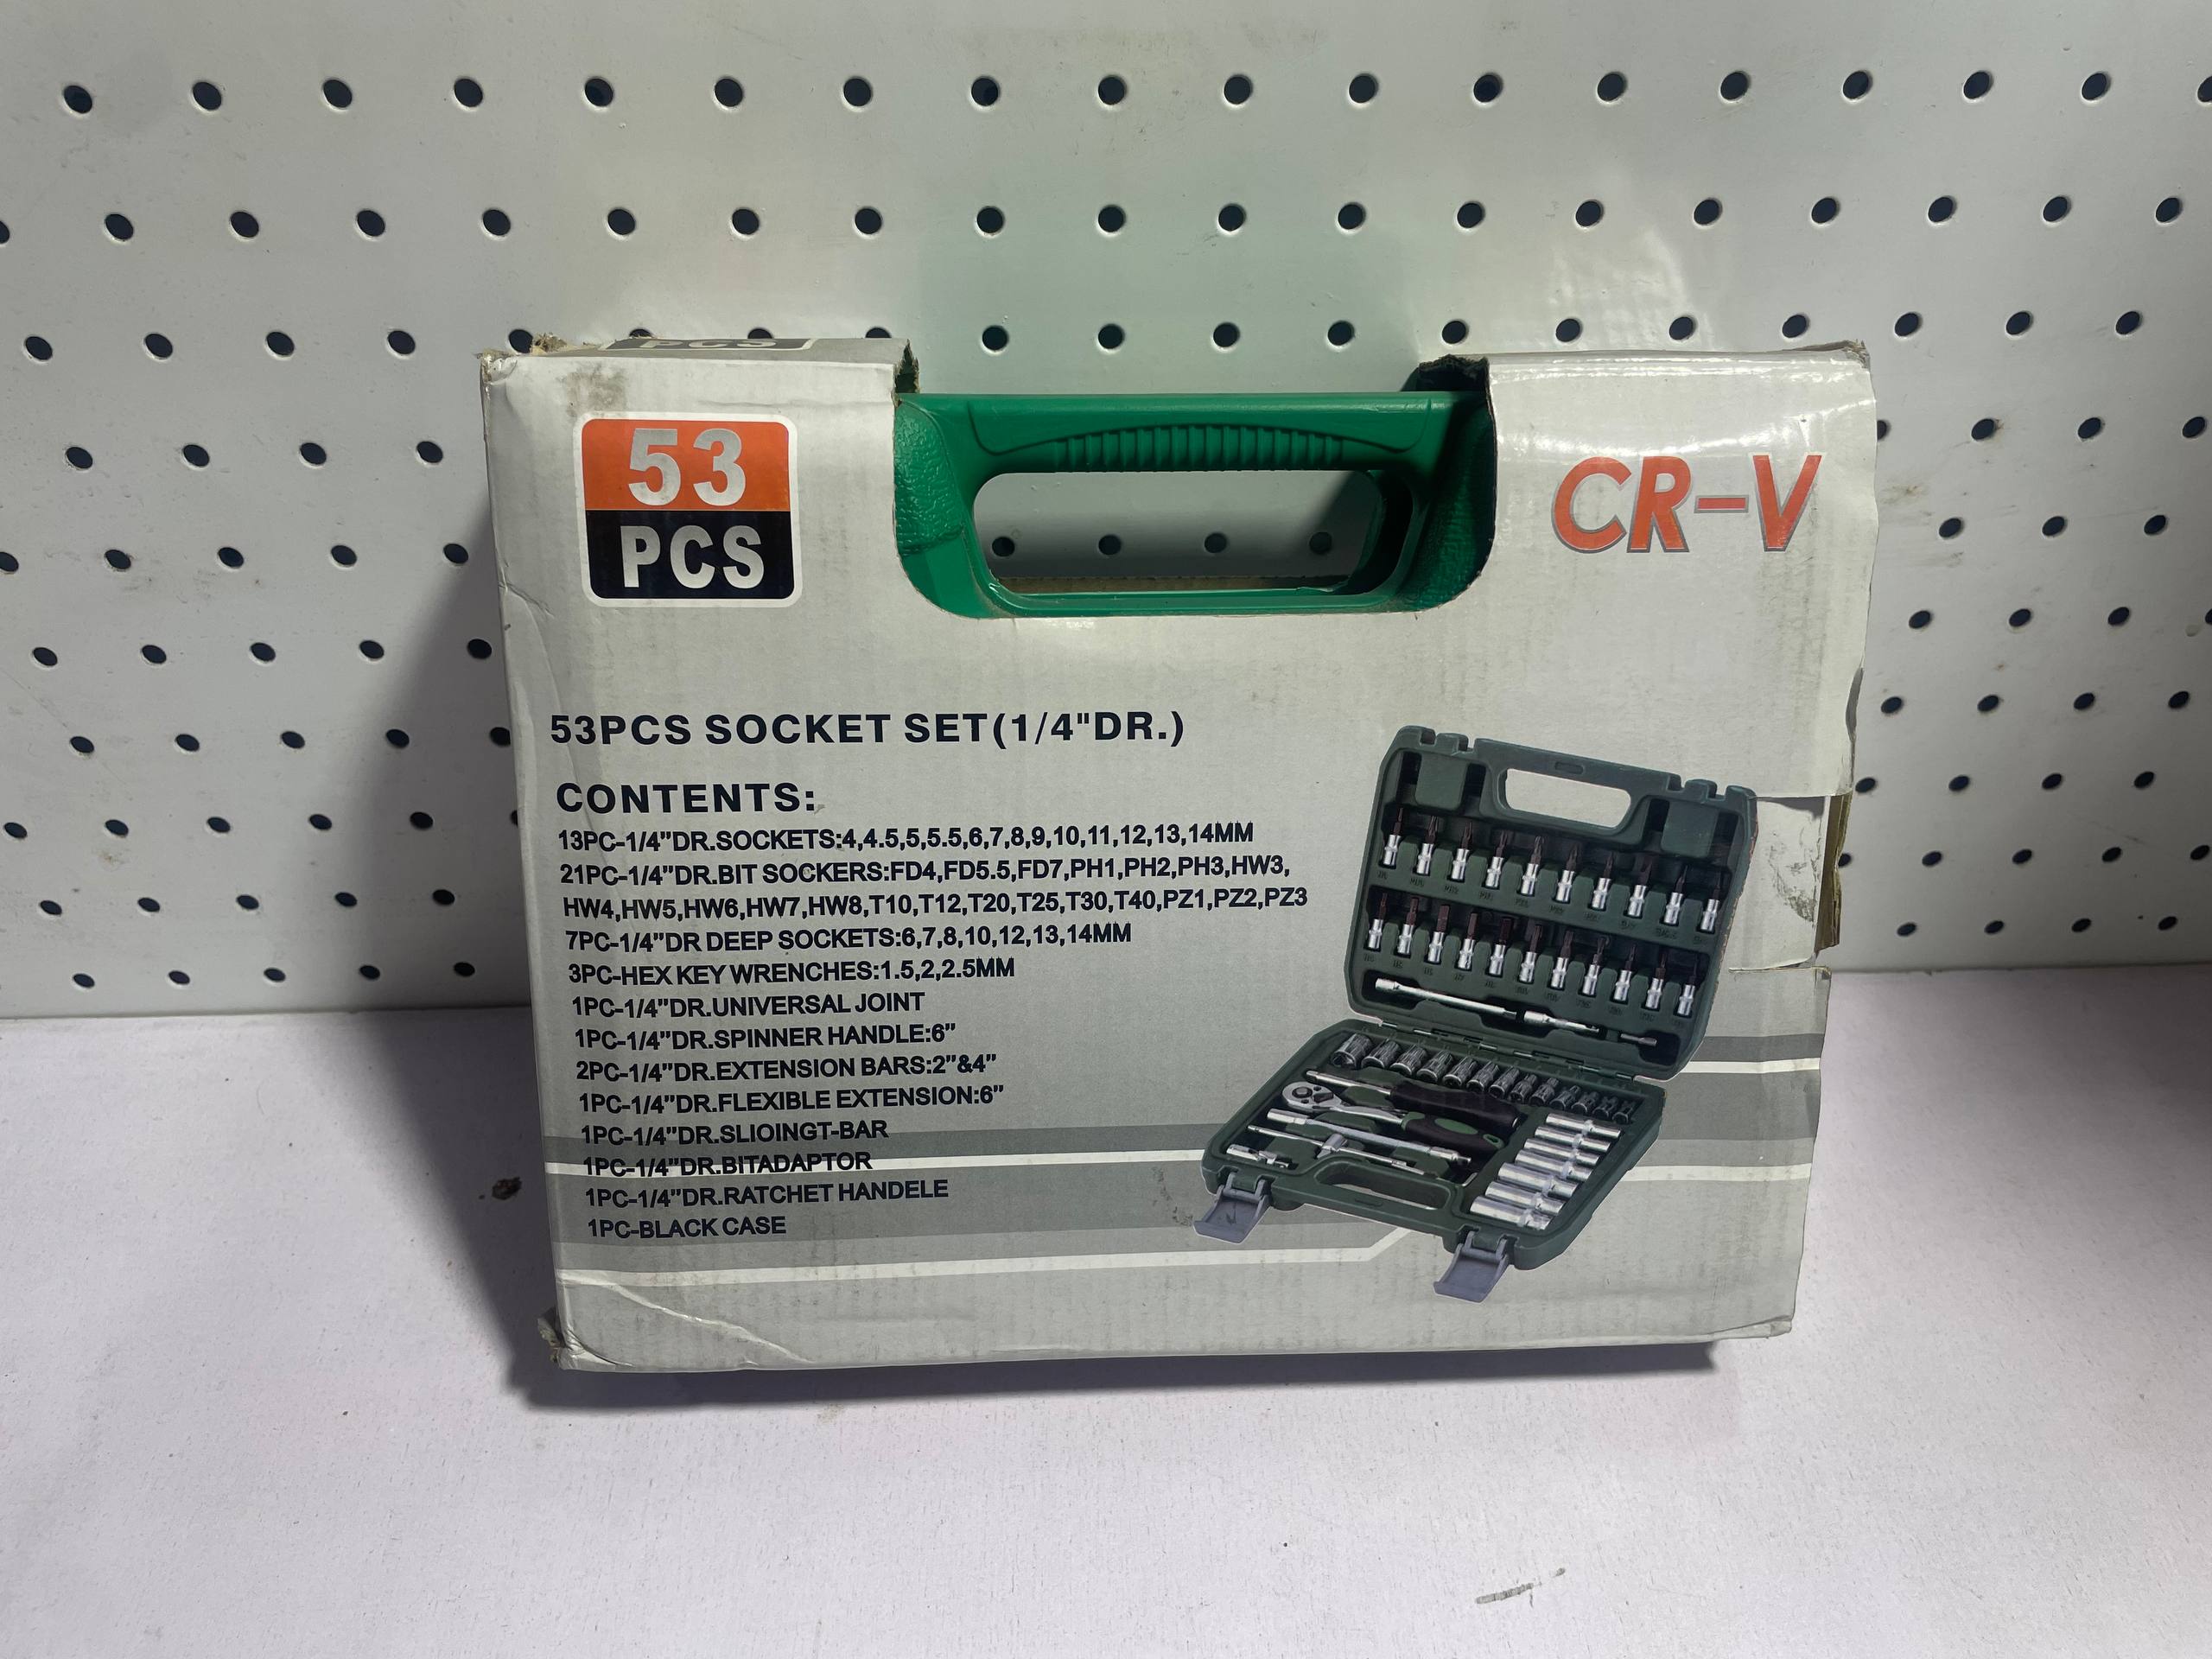 PCS
53
PCS
CR-V
53PCS SOCKET SET(1/4"DR.)
CONTENTS:
13PC-1/4"DR.SOCKETS:4,4.5,5,5.5,6,7,8,9,10,11,12,13,14MM
21PC-1/4"DR.BIT SOCKERS:FD4,FD5.5,FD7,PH1,PH2,PH3,HW3,
HW4,HW5,HW6,HW7,HW8,T10,T12,T20,T25,T30,T40,PZ1,PZ2,PZ3
7PC-1/4"DR DEEP SOCKETS:6,7,8,10,12,13,14MM
3PC-HEX KEY WRENCHES:1.5,2,2.5MM
1PC-1/4"DR.UNIVERSAL JOINT
1PC-1/4"DR.SPINNER HANDLE:6"
2PC-1/4"DR.EXTENSION BARS:2"&4"
1PC-1/4"DR.FLEXIBLE EXTENSION:6"
1PC-1/4"DR.SLIOINGT-BAR
1PC-1/4"DR.BITADAPTOR
1PC-1/4"DR.RATCHET HANDELE
1PC-BLACK CASE